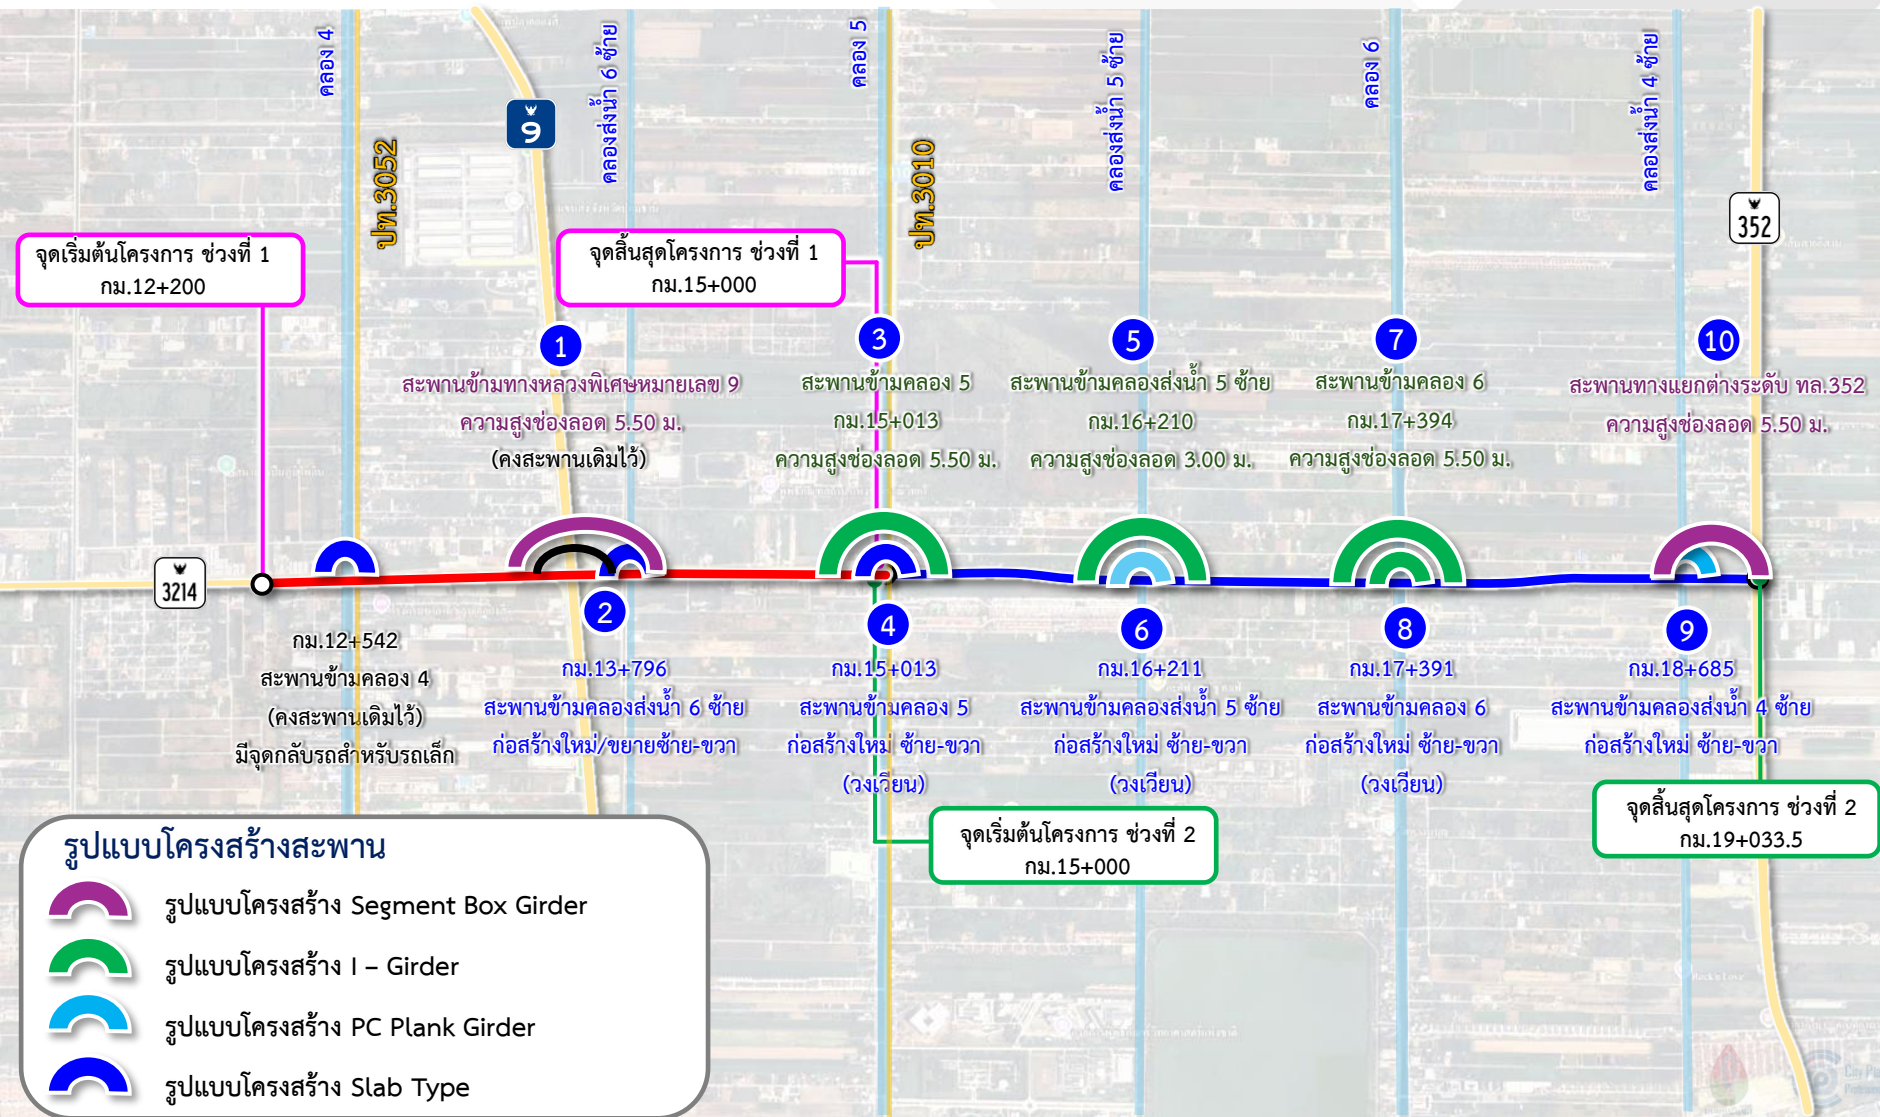 คลอง 4
ปท.3052
9
คลองส่งน้ำ 6 ซ้าย
คลอง 5
ปท.3010
คลองส่งน้ำ 5 ซ้าย
คลอง 6
คลองส่งน้ำ 4 ซ้าย
352
จุดเริ่มต้นโครงการ ช่วงที่ 1
กม.12+200
จุดสิ้นสุดโครงการ ช่วงที่ 1
กม.15+000
1
สะพานข้ามทางหลวงพิเศษหมายเลข 9
ความสูงช่องลอด 5.50 ม.
(คงสะพานเดิมไว้)
3
สะพานข้ามคลอง 5
กม.15+013
ความสูงช่องลอด 5.50 ม.
5
สะพานข้ามคลองส่งน้ำ 5 ซ้าย
กม.16+210
ความสูงช่องลอด 3.00 ม.
7
สะพานข้ามคลอง 6
กม.17+394
ความสูงช่องลอด 5.50 ม.
10
สะพานทางแยกต่างระดับ ทล.352
ความสูงช่องลอด 5.50 ม.
3214
กม.12+542
สะพานข้ามคลอง 4
(คงสะพานเดิมไว้)
มีจุดกลับรถสำหรับรถเล็ก
2
กม.13+796
สะพานข้ามคลองส่งน้ำ 6 ซ้าย
ก่อสร้างใหม่/ขยายซ้าย-ขวา
4
กม.15+013
สะพานข้ามคลอง 5
ก่อสร้างใหม่ ซ้าย-ขวา
(วงเวียน)
6
กม.16+211
สะพานข้ามคลองส่งน้ำ 5 ซ้าย
ก่อสร้างใหม่ ซ้าย-ขวา
(วงเวียน)
8
กม.17+391
สะพานข้ามคลอง 6
ก่อสร้างใหม่ ซ้าย-ขวา
(วงเวียน)
9
กม.18+685
สะพานข้ามคลองส่งน้ำ 4 ซ้าย
ก่อสร้างใหม่ ซ้าย-ขวา
จุดเริ่มต้นโครงการ ช่วงที่ 2
กม.15+000
จุดสิ้นสุดโครงการ ช่วงที่ 2
กม.19+033.5
รูปแบบโครงสร้างสะพาน
รูปแบบโครงสร้าง Segment Box Girder
รูปแบบโครงสร้าง I – Girder
รูปแบบโครงสร้าง PC Plank Girder
รูปแบบโครงสร้าง Slab Type